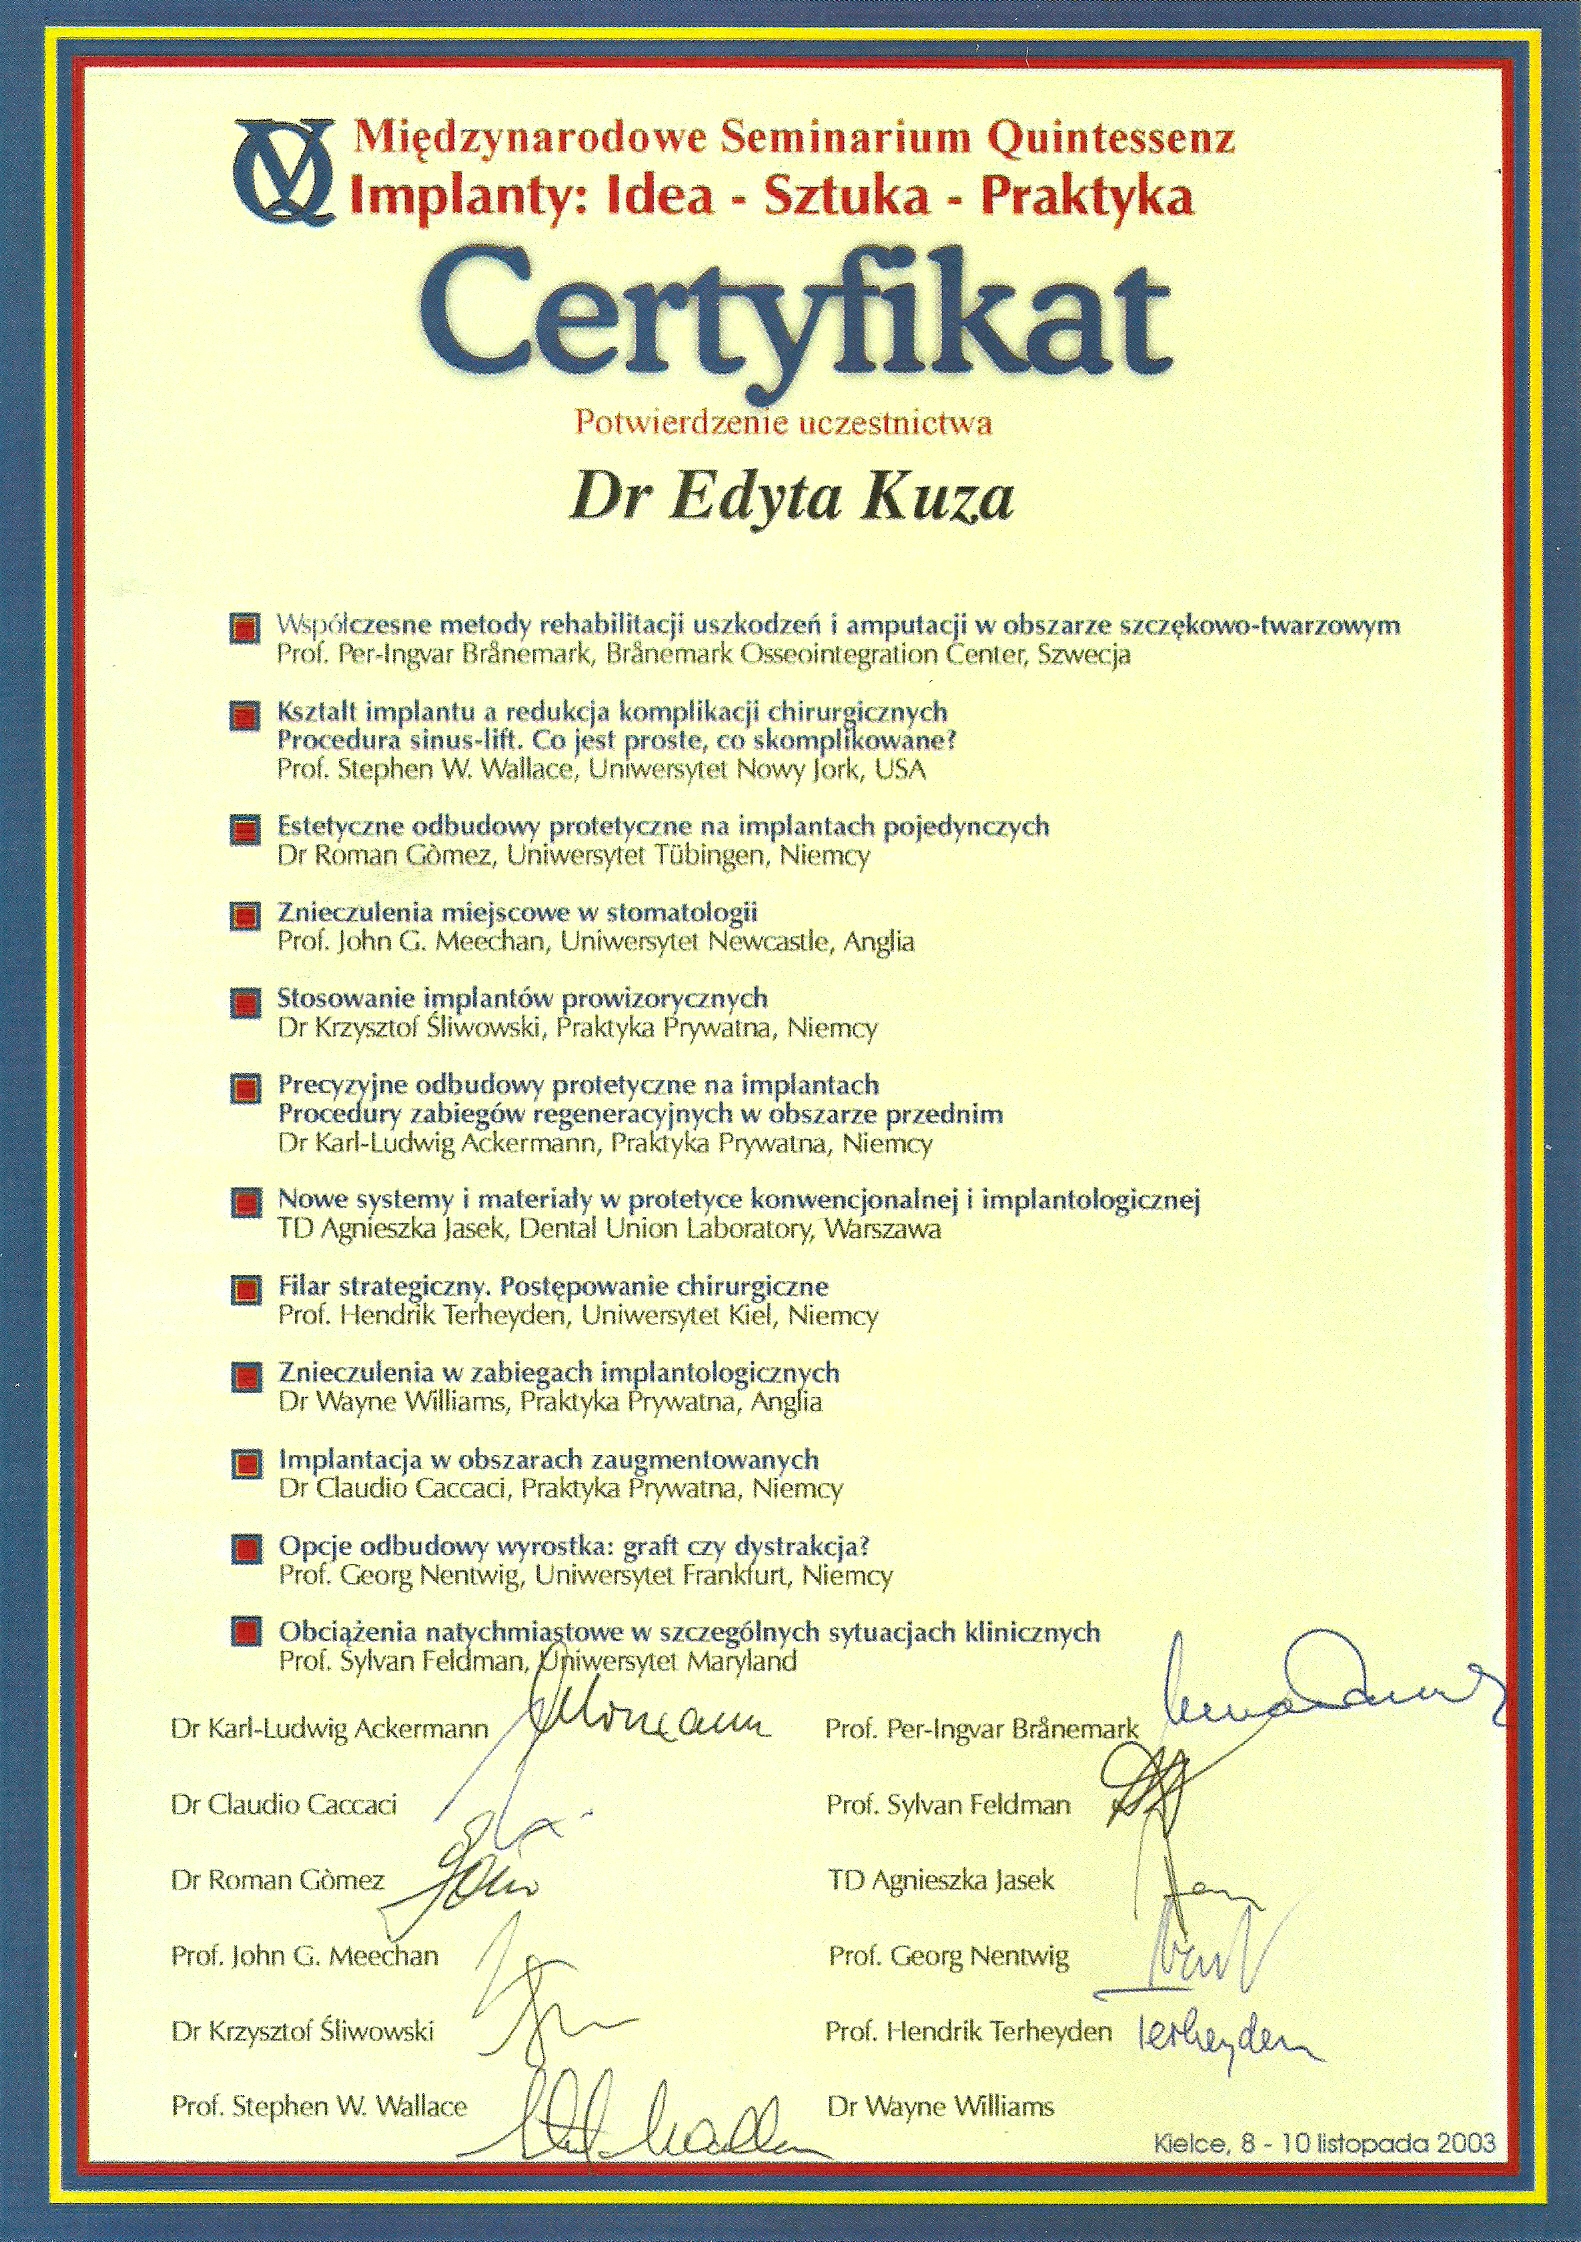 Międzynarodowe Seminarium Quintessenz
Implanty: Idea - Sztuka - Praktyka
Certyfikat
Potwierdzenie uczestnictwa
Dr Edyta Kuza
Współczesne metody rehabilitacji uszkodzeń i amputacji w obszarze szczękowo-twarzowym
Prof. Per-Ingvar Brånemark, Brånemark Osseointegration Center, Szwecja
Kształt implantu a redukcja komplikacji chirurgicznych
Procedura sinus-lift. Co jest proste, co skomplikowane?
Prof. Stephen W. Wallace, Uniwersytet Nowy Jork, USA
Estetyczne odbudowy protetyczne na implantach pojedynczych
Dr Roman Gòmez, Uniwersytet Tübingen, Niemcy
Znieczulenia miejscowe w stomatologii
Prof. John G. Meechan, Uniwersytet Newcastle, Anglia
Stosowanie implantów prowizorycznych
Dr Krzysztof Śliwowski, Praktyka Prywatna, Niemcy
Precyzyjne odbudowy protetyczne na implantach
Procedury zabiegów regeneracyjnych w obszarze przednim
Dr Karl-Ludwig Ackermann, Praktyka Prywatna, Niemcy
Nowe systemy i materiały w protetyce konwencjonalnej i implantologicznej
TD Agnieszka Jasek, Dental Union Laboratory, Warszawa
Filar strategiczny. Postępowanie chirurgiczne
Prof. Hendrik Terheyden, Uniwersytet Kiel, Niemcy
Znieczulenia w zabiegach implantologicznych
Dr Wayne Williams, Praktyka Prywatna, Anglia
Implantacja w obszarach zaugmentowanych
Dr Claudio Caccaci, Praktyka Prywatna, Niemcy
Opcje odbudowy wyrostka: graft czy dystrakcja?
Prof. Georg Nentwig, Uniwersytet Frankfurt, Niemcy
Obciążenia natychmiastowe w szczególnych sytuacjach klinicznych
Prof. Sylvan Feldman, Uniwersytet Maryland
Dr Karl-Ludwig Ackermann
Prof. Per-Ingvar Brånemark
Dr Claudio Caccaci
Prof. Sylvan Feldman
Dr Roman Gòmez
TD Agnieszka Jasek
Prof. John G. Meechan
Prof. Georg Nentwig
Dr Krzysztof Śliwowski
Prof. Hendrik Terheyden Terheyden
Prof. Stephen W. Wallace
Dr Wayne Williams
Kielce, 8 - 10 listopada 2003